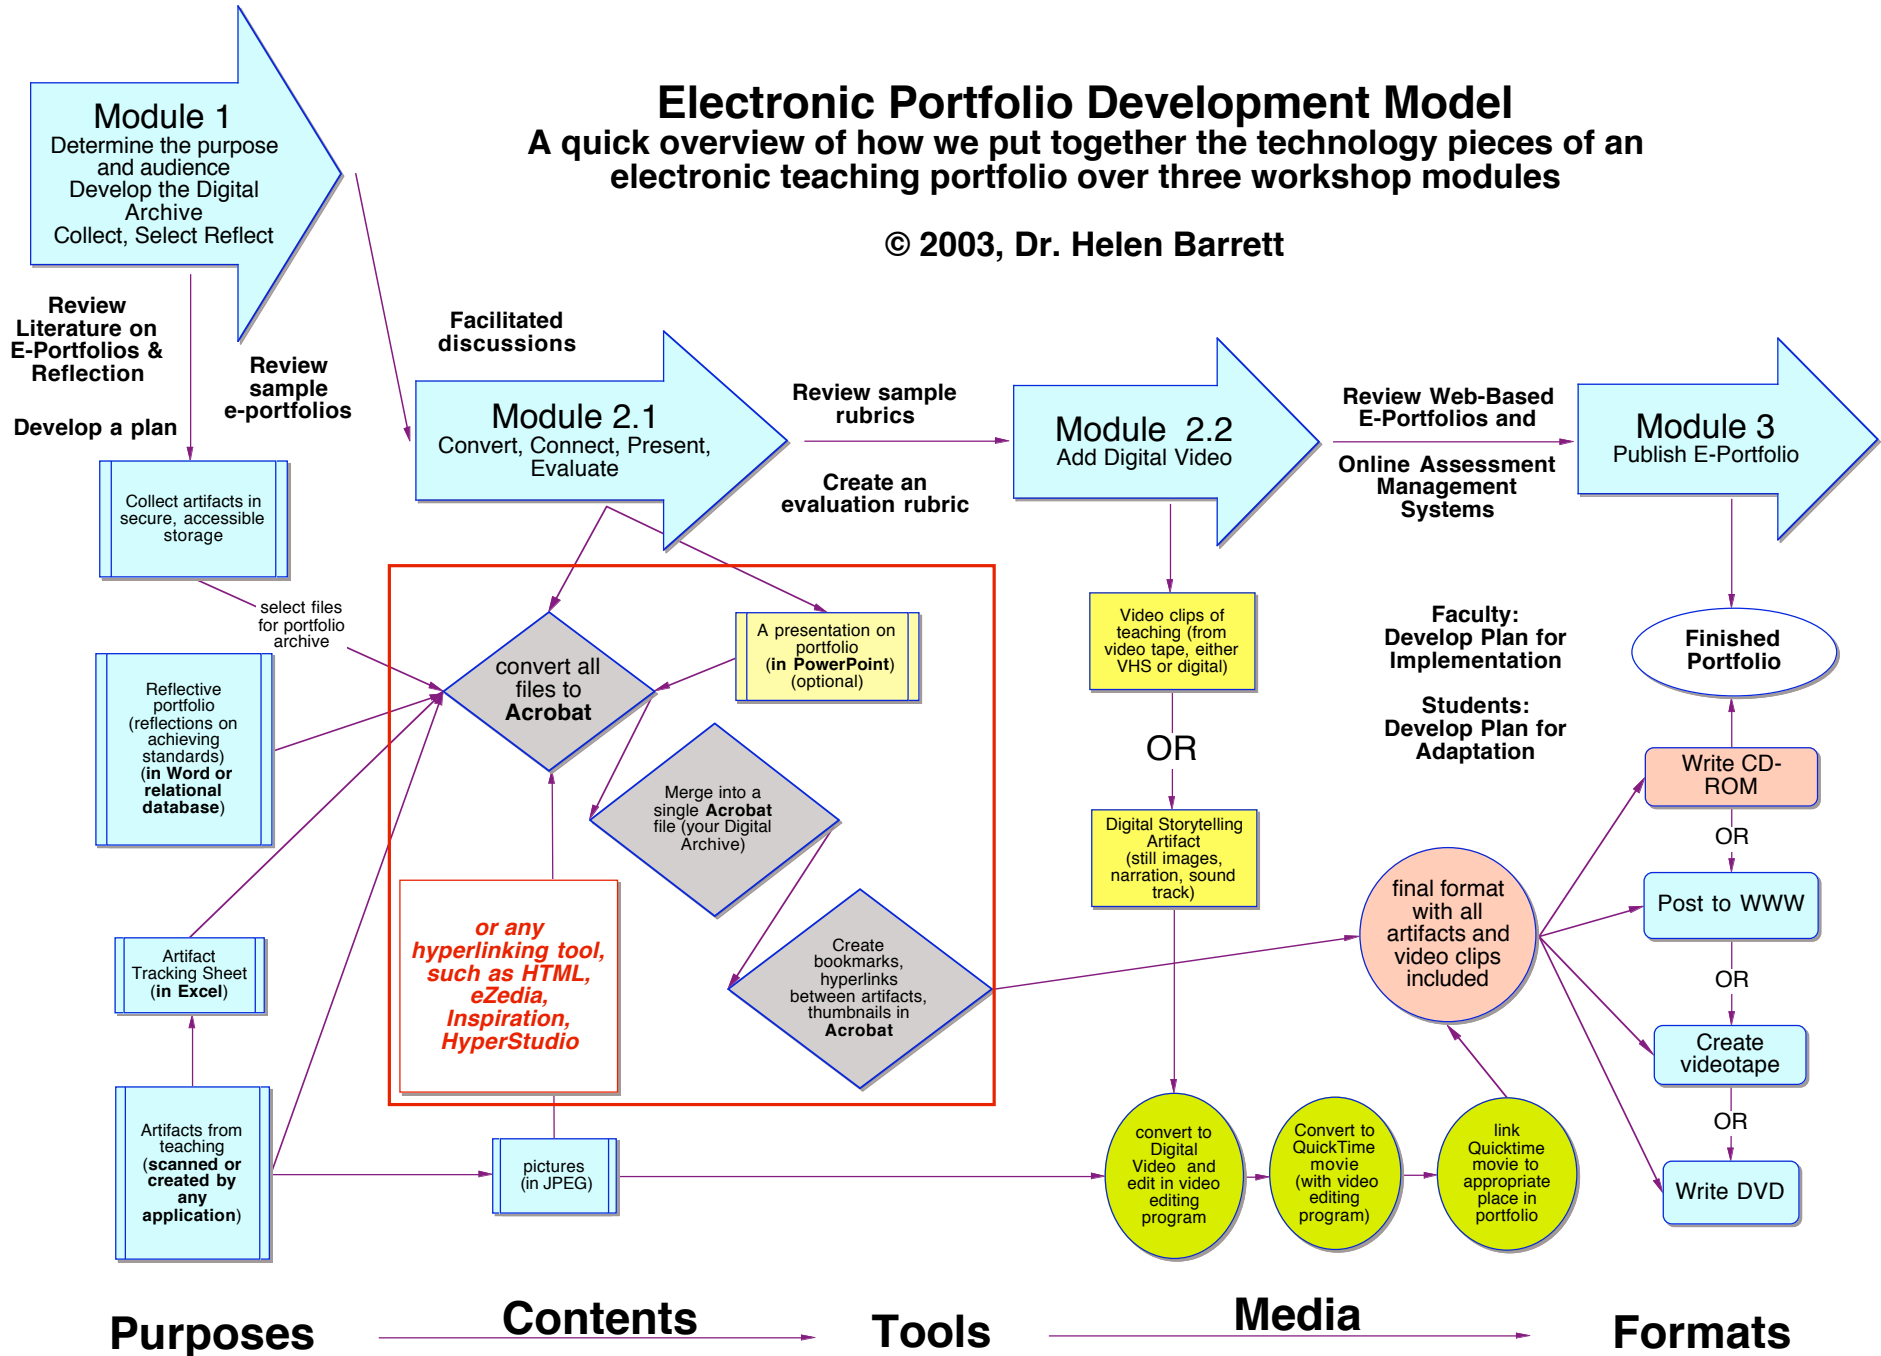 Electronic Portfolio Development Model
A quick overview of how we put together the technology pieces of an
electronic teaching portfolio over three workshop modules
© 2003, Dr. Helen Barrett
Module 1
Determine the purpose
and audience
Develop the Digital
Archive
Collect, Select Reflect
Review
Literature on
E-Portfolios &
Reflection
Review
sample
e-portfolios
Develop a plan
Facilitated
discussions
Module 2.1
Convert, Connect, Present,
Evaluate
Review sample
rubrics
Create an
evaluation rubric
Module 2.2
Add Digital Video
Review Web-Based
E-Portfolios and
Online Assessment
Management
Systems
Module 3
Publish E-Portfolio
Collect artifacts in
secure, accessible
storage
select files
for portfolio
archive
Reflective
portfolio
(reflections on
achieving
standards)
(in Word or
relational
database)
Artifact
Tracking Sheet
(in Excel)
Artifacts from
teaching
(scanned or
created by
any
application)
convert all
files to
Acrobat
A presentation on
portfolio
(in PowerPoint)
(optional)
Merge into a
single Acrobat
file (your Digital
Archive)
Create
bookmarks,
hyperlinks
between artifacts,
thumbnails in
Acrobat
or any
hyperlinking tool,
such as HTML,
eZedia,
Inspiration,
HyperStudio
pictures
(in JPEG)
Video clips of
teaching (from
video tape, either
VHS or digital)
OR
Digital Storytelling
Artifact
(still images,
narration, sound
track)
convert to
Digital
Video and
edit in video
editing
program
Convert to
QuickTime
movie
(with video
editing
program)
link
Quicktime
movie to
appropriate
place in
portfolio
Faculty:
Develop Plan for
Implementation
Students:
Develop Plan for
Adaptation
final format
with all
artifacts and
video clips
included
Finished
Portfolio
Write CD-
ROM
OR
Post to WWW
OR
Create
videotape
OR
Write DVD
Purposes
Contents
Tools
Media
Formats